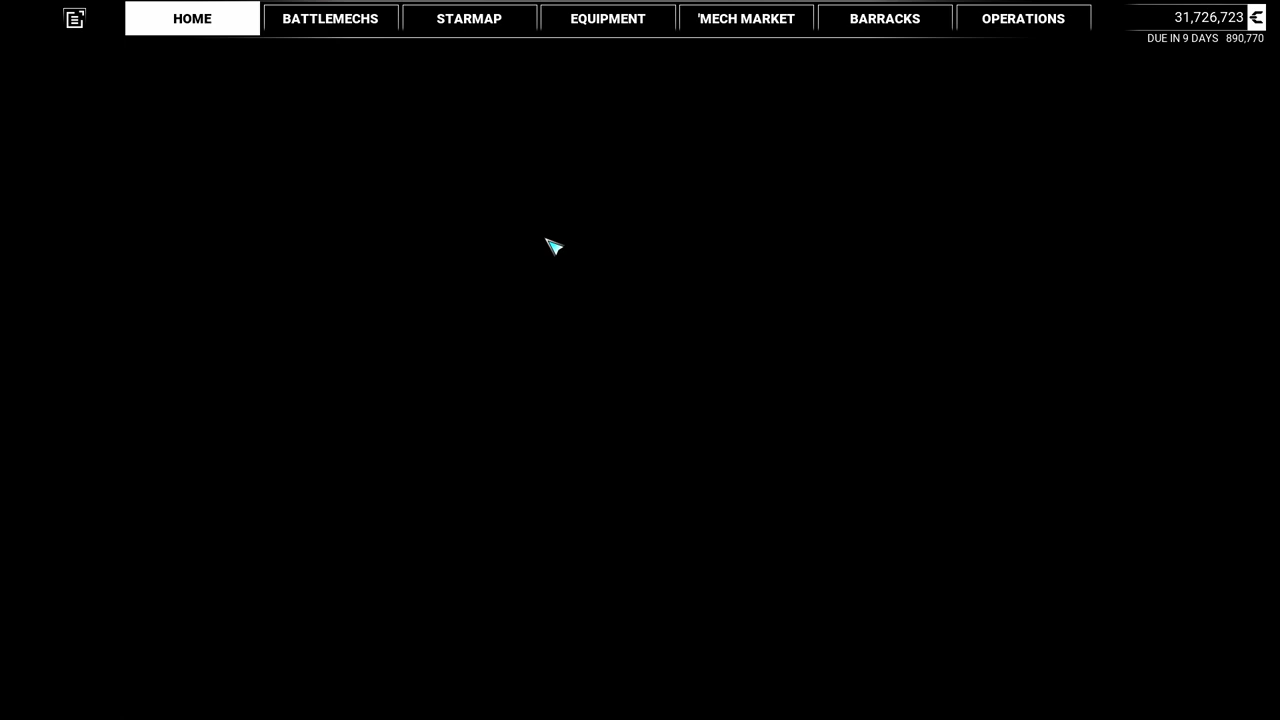 HOME
BATTLEMECHS
STARMAP
EQUIPMENT
'MECH MARKET
BARRACKS
OPERATIONS
31,726,723
DUE IN 9 DAYS 890,770